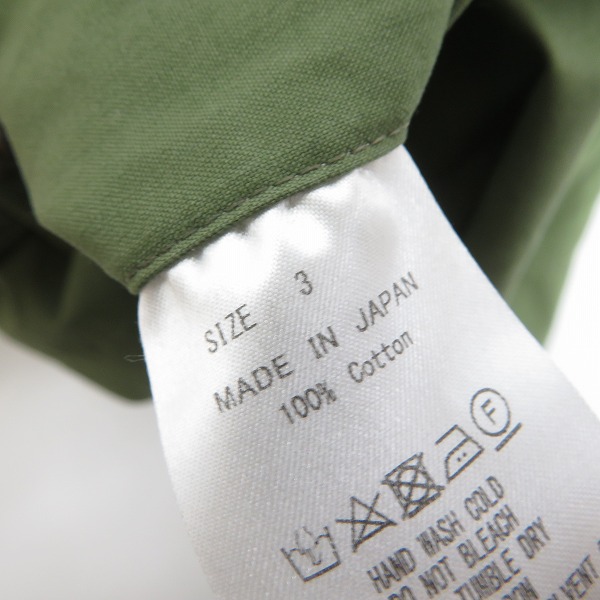 SIZE 3
MADE IN JAPAN
100% Cotton
F
HAND WASH COLD
DO NOT BLEACH
TUMBLE DRY